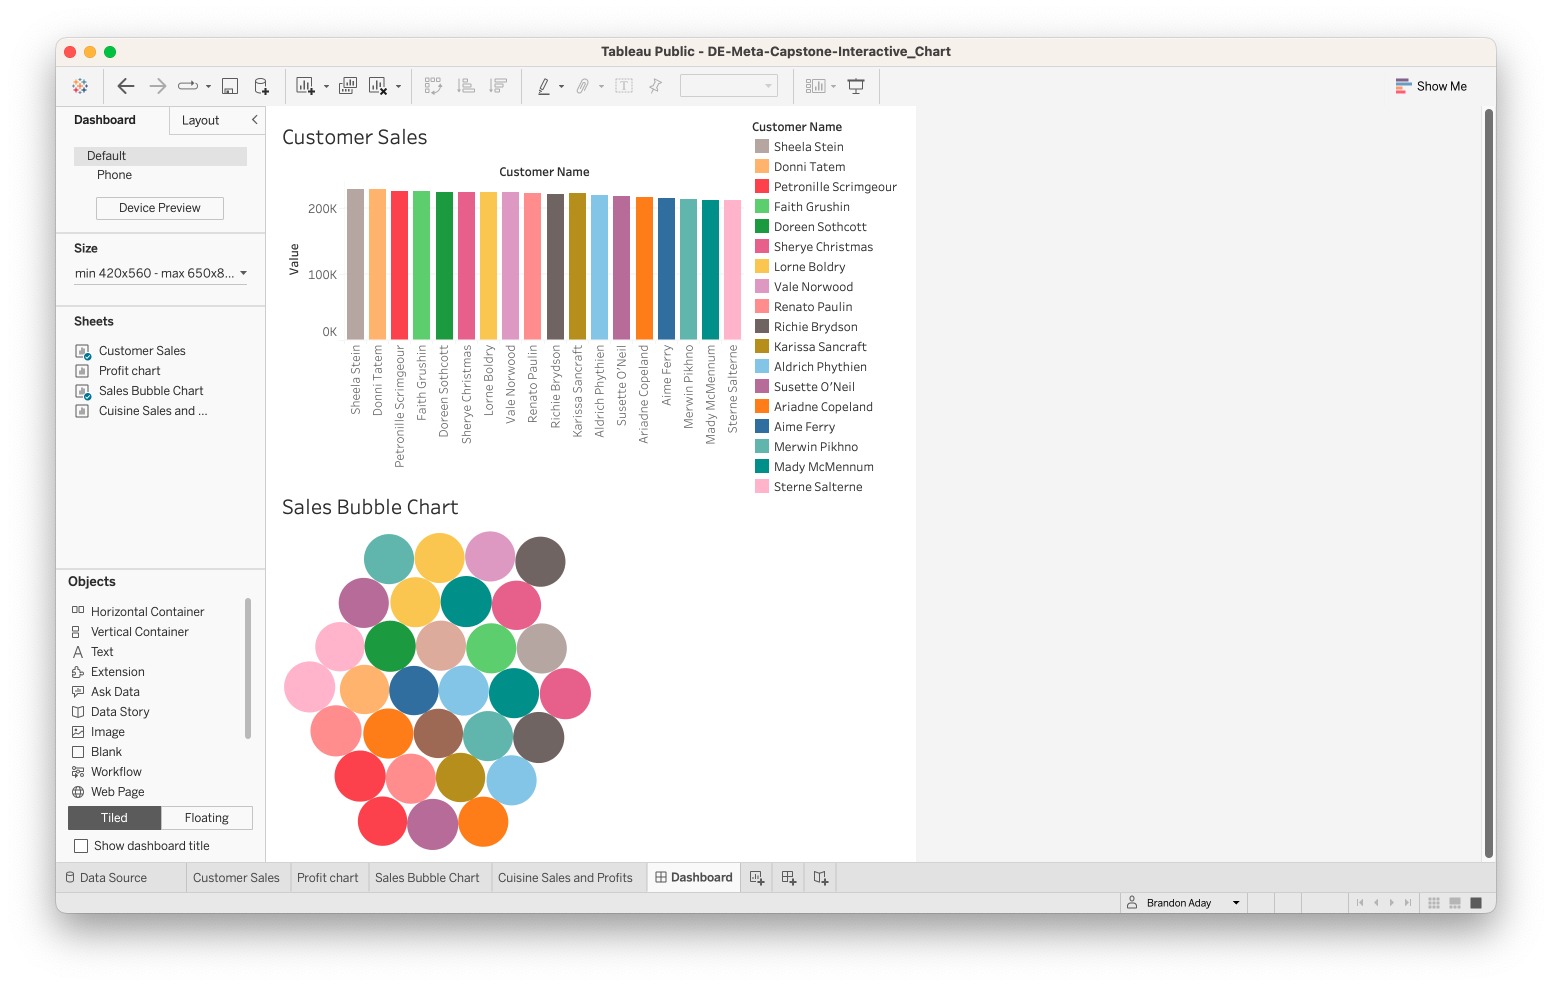 Tableau Public - DE-Meta-Capstone-Interactive_Chart
Show Me
Dashboard
Layout
Default
Phone
Device Preview
Size
min 420x560 - max 650x8...
Sheets
Customer Sales
Profit chart
Sales Bubble Chart
Cuisine Sales and ...
Objects
Horizontal Container
Vertical Container
Text
Extension
Ask Data
Data Story
Image
Blank
Workflow
Web Page
Tiled
Floating
Show dashboard title
Customer Sales
Customer Name
Value
200K
100K
0K
Sheela Stein
Donni Tatem
Petronille Scrimgeour
Faith Grushin
Doreen Sothcott
Sherye Christmas
Lorne Boldry
Vale Norwood
Renato Paulin
Richie Brydson
Karissa Sancraft
Aldrich Phythien
Susette O'Neil
Ariadne Copeland
Aime Ferry
Merwin Pikhno
Mady McMennum
Sterne Salterne
Customer Name
Sheela Stein
Donni Tatem
Petronille Scrimgeour
Faith Grushin
Doreen Sothcott
Sherye Christmas
Lorne Boldry
Vale Norwood
Renato Paulin
Richie Brydson
Karissa Sancraft
Aldrich Phythien
Susette O'Neil
Ariadne Copeland
Aime Ferry
Merwin Pikhno
Mady McMennum
Sterne Salterne
Sales Bubble Chart
Data Source
Customer Sales
Profit chart
Sales Bubble Chart
Cuisine Sales and Profits
Dashboard
Brandon Aday